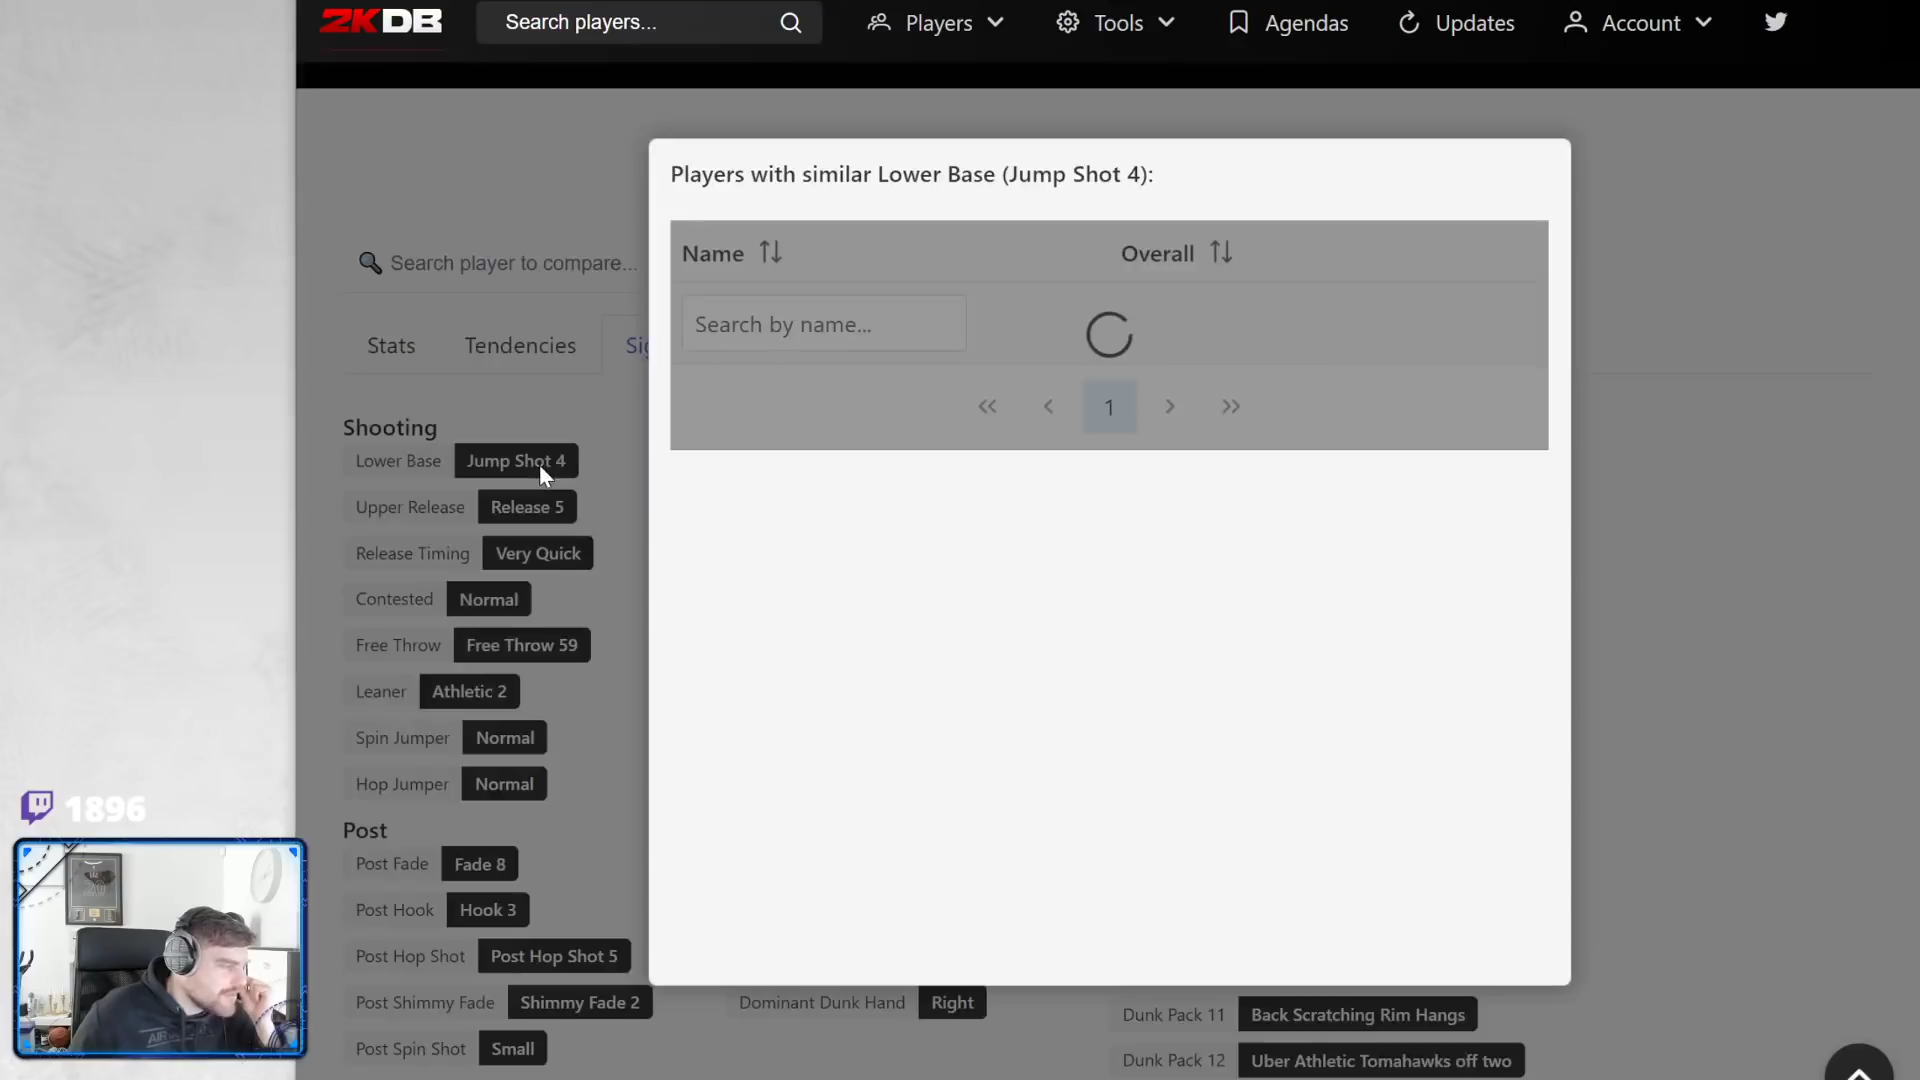 2KDB
Search players...
Players
Tools
Agendas
Updates
Account
Players with similar Lower Base (Jump Shot 4):
Name
Overall
Search by name...
1
Search player to compare...
Stats
Tendencies
Sig
Shooting
Lower Base Jump Shot 4
Upper Release Release 5
Release Timing Very Quick
Contested Normal
Free Throw Free Throw 59
Leaner Athletic 2
Spin Jumper Normal
Hop Jumper Normal
Post
Post Fade Fade 8
Post Hook Hook 3
Post Hop Shot Post Hop Shot 5
Post Shimmy Fade Shimmy Fade 2
Post Spin Shot Small
Dominant Dunk Hand Right
Dunk Pack 11 Back Scratching Rim Hangs
Dunk Pack 12 Uber Athletic Tomahawks off two
1896